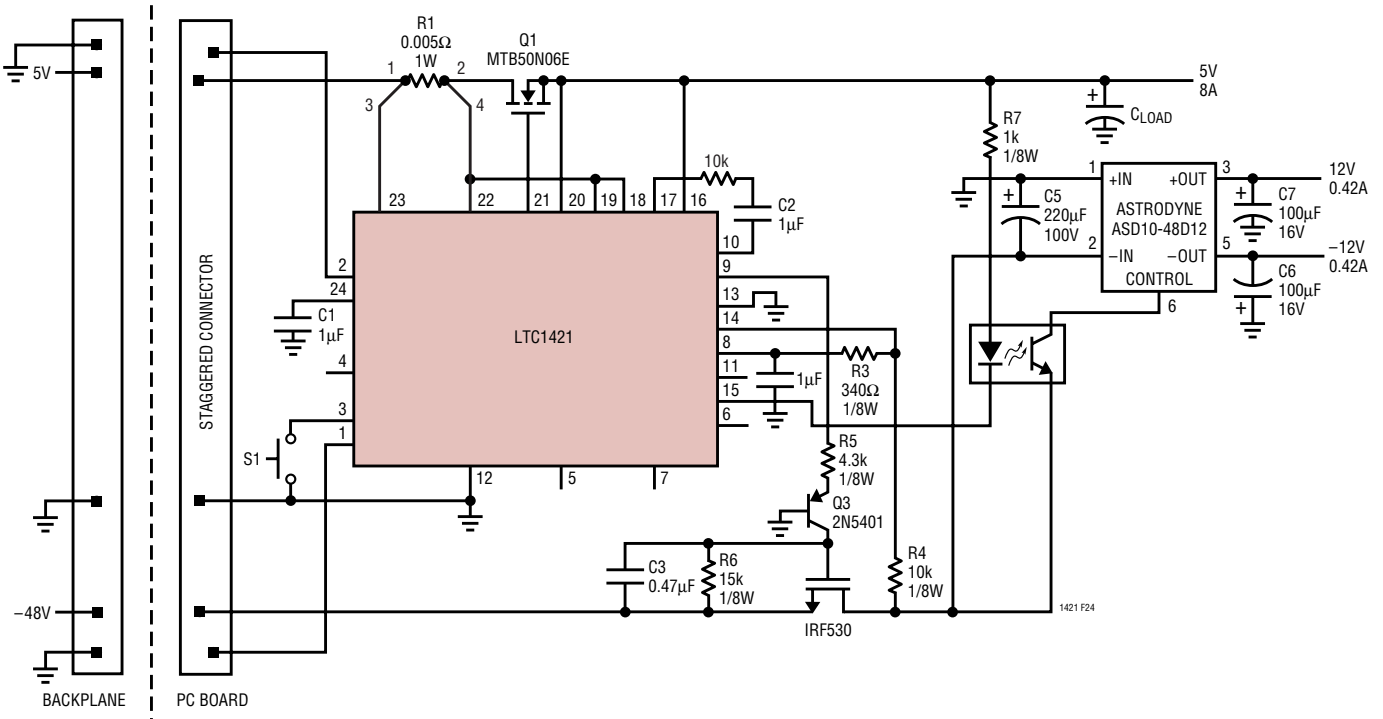 R1
0.005Ω
1W
Q1
MTB50N06E
1
2
3
4
5V
5V
8A
+
CLOAD
R7
1k
1/8W
10k
C2
1µF
23
22
21
20
19
18
17
16
10
9
13
14
8
11
15
6
2
24
4
3
1
12
5
7
LTC1421
C1
1µF
S1
STAGGERED CONNECTOR
1µF
R3
340Ω
1/8W
R5
4.3k
1/8W
Q3
2N5401
C3
0.47µF
R6
15k
1/8W
IRF530
R4
10k
1/8W
+
C5
220µF
100V
1
2
+IN
+OUT
ASTRODYNE
ASD10-48D12
−IN
−OUT
CONTROL
3
5
6
12V
0.42A
+
C7
100µF
16V
−12V
0.42A
C6
100µF
16V
+
−48V
1421 F24
BACKPLANE
PC BOARD